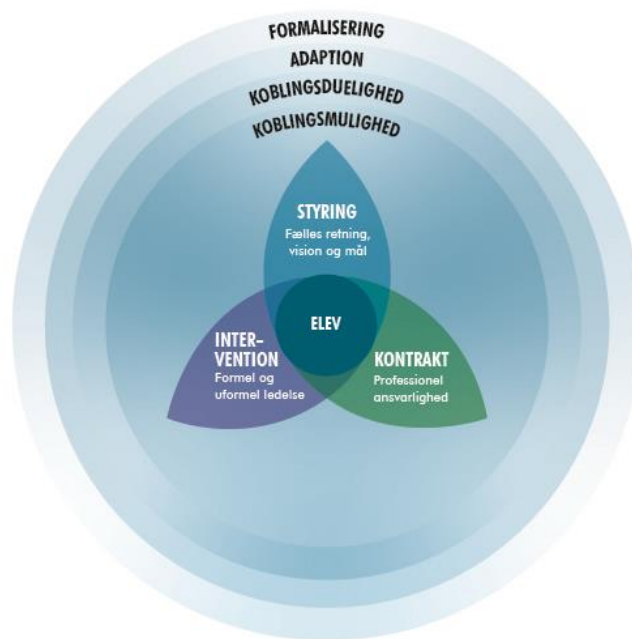 FORMALISERING
ADAPTION
KOBLINGSDUELIGHED
KOBLINGSMULIGHED
STYRING
Fælles retning,
vision og mål
ELEV
INTER-
VENTION
Formel og
uformel ledelse
KONTRAKT
Professionel
ansvarlighed